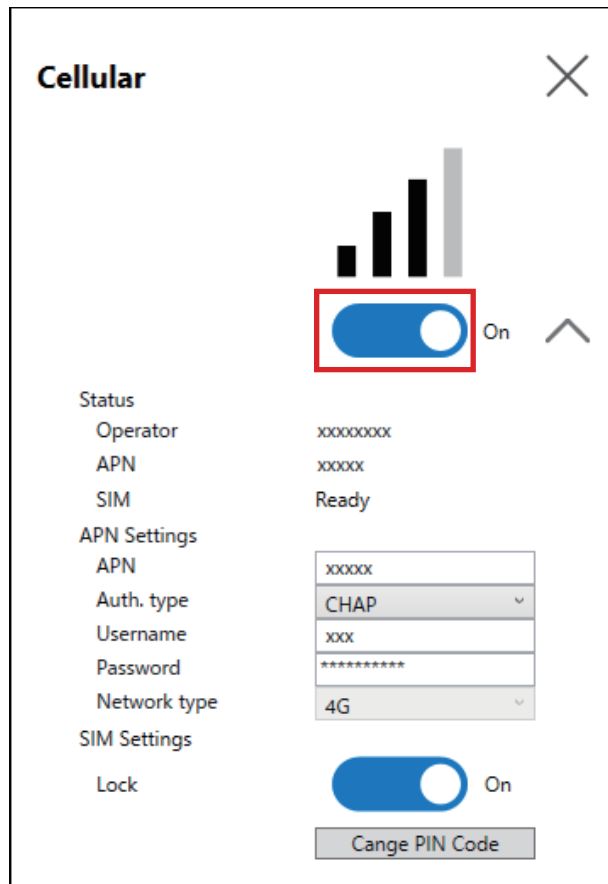 Cellular
On
Status
Operator xxxxxxxx
APN xxxxx
SIM Ready
APN Settings
APN xxxxx
Auth. type CHAP
Username xxx
Password **********
Network type 4G
SIM Settings
Lock On
Cange PIN Code